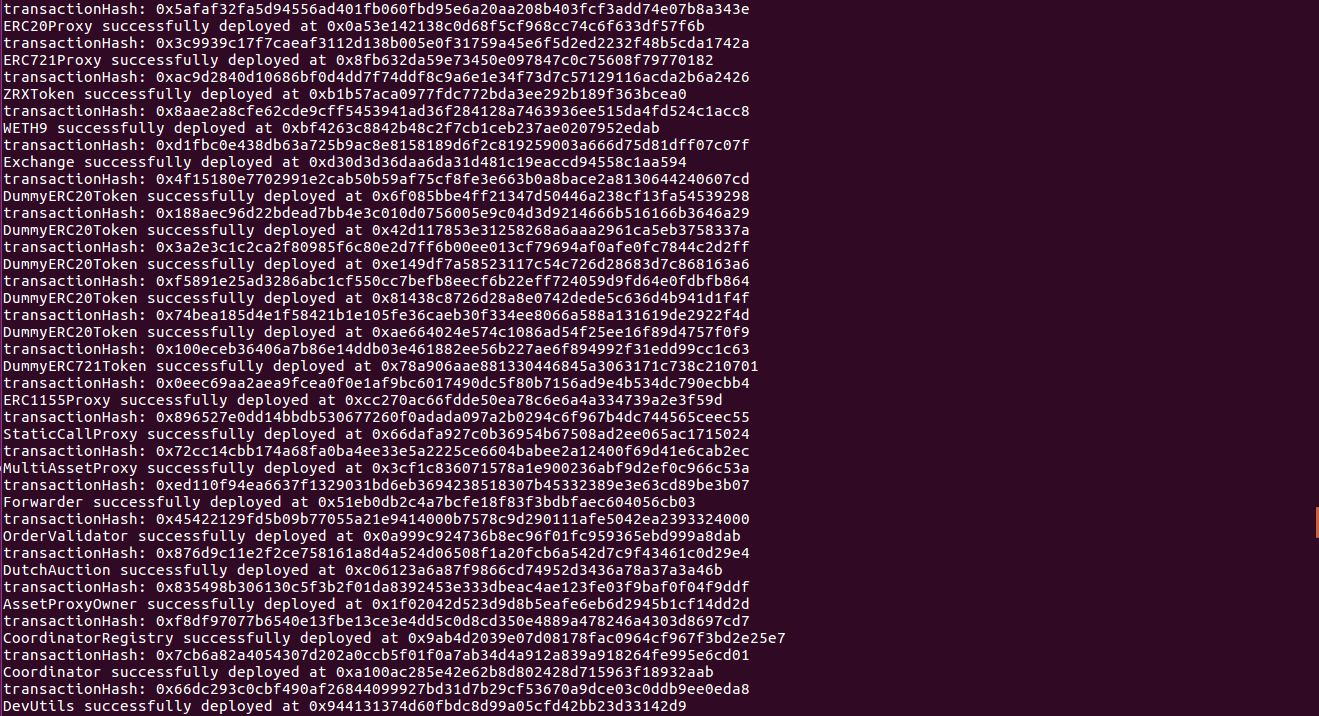 transactionHash: 0x5afaf32fa5d94556ad401fb060fbd95e6a20aa208b403fcf3add74e07b8a343e
ERC20Proxy successfully deployed at 0x0a53e142138c0d68f5cf968cc74c6f633df57f6b
transactionHash: 0x3c9939c17f7caeaf3112d138b005e0f31759a45e6f5d2ed2232f48b5cda1742a
ERC721Proxy successfully deployed at 0x8fb632da59e73450e097847c0c75608f79770182
transactionHash: 0xac9d2840d10686bf0d4dd7f74ddf8c9a6e1e34f73d7c57129116acda2b6a2426
ZRXToken successfully deployed at 0xb1b57aca0977fdc772bda3ee292b189f363bcea0
transactionHash: 0x8aae2a8cfe62cde9cff5453941ad36f284128a7463936ee515da4fd524c1acc8
WETH9 successfully deployed at 0xbf4263c8842b48c2f7cb1ceb237ae0207952edab
transactionHash: 0xd1fbc0e438db63a725b9ac8e8158189d6f2c819259003a666d75d81dff07c07f
Exchange successfully deployed at 0xd30d3d36daa6da31d481c19eaccd94558c1aa594
transactionHash: 0x4f15180e7702991e2cab50b59af75cf8fe3e663b0a8bace2a8130644240607cd
DummyERC20Token successfully deployed at 0x6f085bbe4ff21347d50446a238cf13fa54539298
transactionHash: 0x188aec96d22bdead7bb4e3c010d0756005e9c04d3d9214666b516166b3646a29
DummyERC20Token successfully deployed at 0x42d117853e31258268a6aaa2961ca5eb3758337a
transactionHash: 0x3a2e3c1c2ca2f80985f6c80e2d7ff6b00ee013cf79694af0afe0fc7844c2d2ff
DummyERC20Token successfully deployed at 0xe149df7a58523117c54c726d28683d7c868163a6
transactionHash: 0xf5891e25ad3286abc1cf550cc7befb8eecf6b22eff724059d9fd64e0fdbfb864
DummyERC20Token successfully deployed at 0x81438c8726d28a8e0742dede5c636d4b941d1f4f
transactionHash: 0x74bea185d4e1f58421b1e105fe36caeb30f334ee8066a588a131619de2922f4d
DummyERC20Token successfully deployed at 0xae664024e574c1086ad54f25ee16f89d4757f0f9
transactionHash: 0x100eceb36406a7b86e14ddb03e461882ee56b227ae6f894992f31edd99cc1c63
DummyERC721Token successfully deployed at 0x78a906aae881330446845a3063171c738c210701
transactionHash: 0x0eec69aa2aea9fcea0f0e1af9bc6017490dc5f80b7156ad9e4b534dc790ecbb4
ERC1155Proxy successfully deployed at 0xcc270ac66fdde50ea78c6e6a4a334739a2e3f59d
transactionHash: 0x896527e0dd14bbdb530677260f0adada097a2b0294c6f967b4dc744565ceec55
StaticCallProxy successfully deployed at 0x66dafa927c0b36954b67508ad2ee065ac1715024
transactionHash: 0x72cc14cbb174a68fa0ba4ee33e5a2225ce6604babee2a12400f69d41e6cab2ec
MultiAssetProxy successfully deployed at 0x3cf1c836071578a1e900236abf9d2ef0c966c53a
transactionHash: 0xed110f94ea6637f1329031bd6eb3694238518307b45332389e3e63cd89be3b07
Forwarder successfully deployed at 0x51eb0db2c4a7bcfe18f83f3bdbfaec604056cb03
transactionHash: 0x45422129fd5b09b77055a21e9414000b7578c9d290111afe5042ea2393324000
OrderValidator successfully deployed at 0x0a999c924736b8ec96f01fc959365ebd999a8dab
transactionHash: 0x876d9c11e2f2ce758161a8d4a524d06508f1a20fcb6a542d7c9f43461c0d29e4
DutchAuction successfully deployed at 0xc06123a6a87f9866cd74952d3436a78a37a3a46b
transactionHash: 0x835498b306130c5f3b2f01da8392453e333dbeac4ae123fe03f9baf0f04f9ddf
AssetProxyOwner successfully deployed at 0x1f02042d523d9d8b5eafe6eb6d2945b1cf14dd2d
transactionHash: 0xf8df97077b6540e13fbe13ce3e4dd5c0d8cd350e4889a478246a4303d8697cd7
CoordinatorRegistry successfully deployed at 0x9ab4d2039e07d08178fac0964cf967f3bd2e25e7
transactionHash: 0x7cb6a82a4054307d202a0ccb5f01f0a7ab34d4a912a839a918264fe995e6cd01
Coordinator successfully deployed at 0xa100ac285e42e62b8d802428d715963f18932aab
transactionHash: 0x66dc293c0cbf490af26844099927bd31d7b29cf53670a9dce03c0ddb9ee0eda8
DevUtils successfully deployed at 0x944131374d60fbdc8d99a05cfd42bb23d33142d9